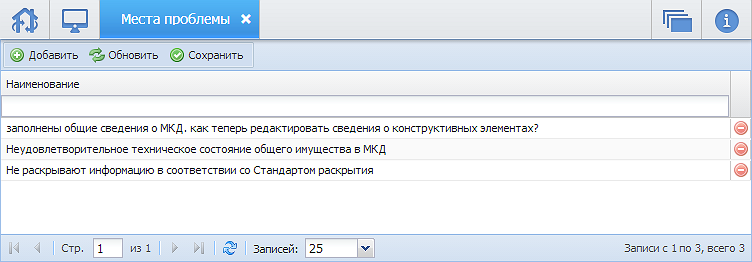 Места проблемы
Добавить Обновить Сохранить
Наименование
заполнены общие сведения о МКД. как теперь редактировать сведения о конструктивных элементах?
Неудовлетворительное техническое состояние общего имущества в МКД
Не раскрывают информацию в соответствии со Стандартом раскрытия
Стр. 1 из 1 Записей: 25 Записи с 1 по 3, всего 3